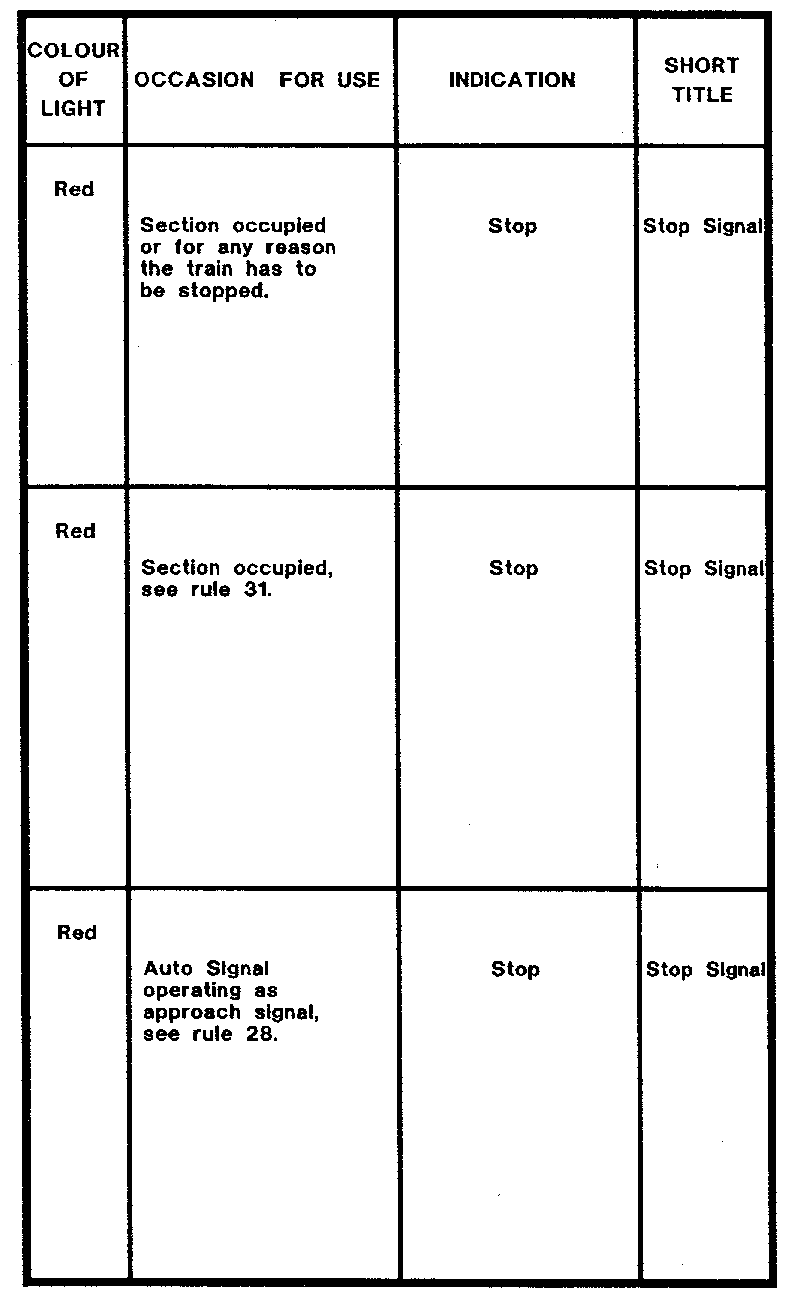 COLOUR
OF
LIGHT
OCCASION FOR USE
INDICATION
SHORT
TITLE
Red
Section occupied
or for any reason
the train has to
be stopped.
Stop
Stop Signal
Red
Section occupied,
see rule 31.
Stop
Stop Signal
Red
Auto Signal
operating as
approach signal,
see rule 28.
Stop
Stop Signal